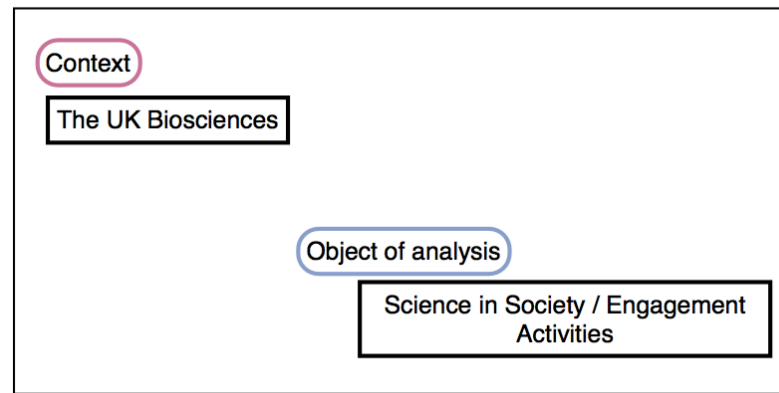 Context
The UK Biosciences
Object of analysis
Science in Society / Engagement
Activities